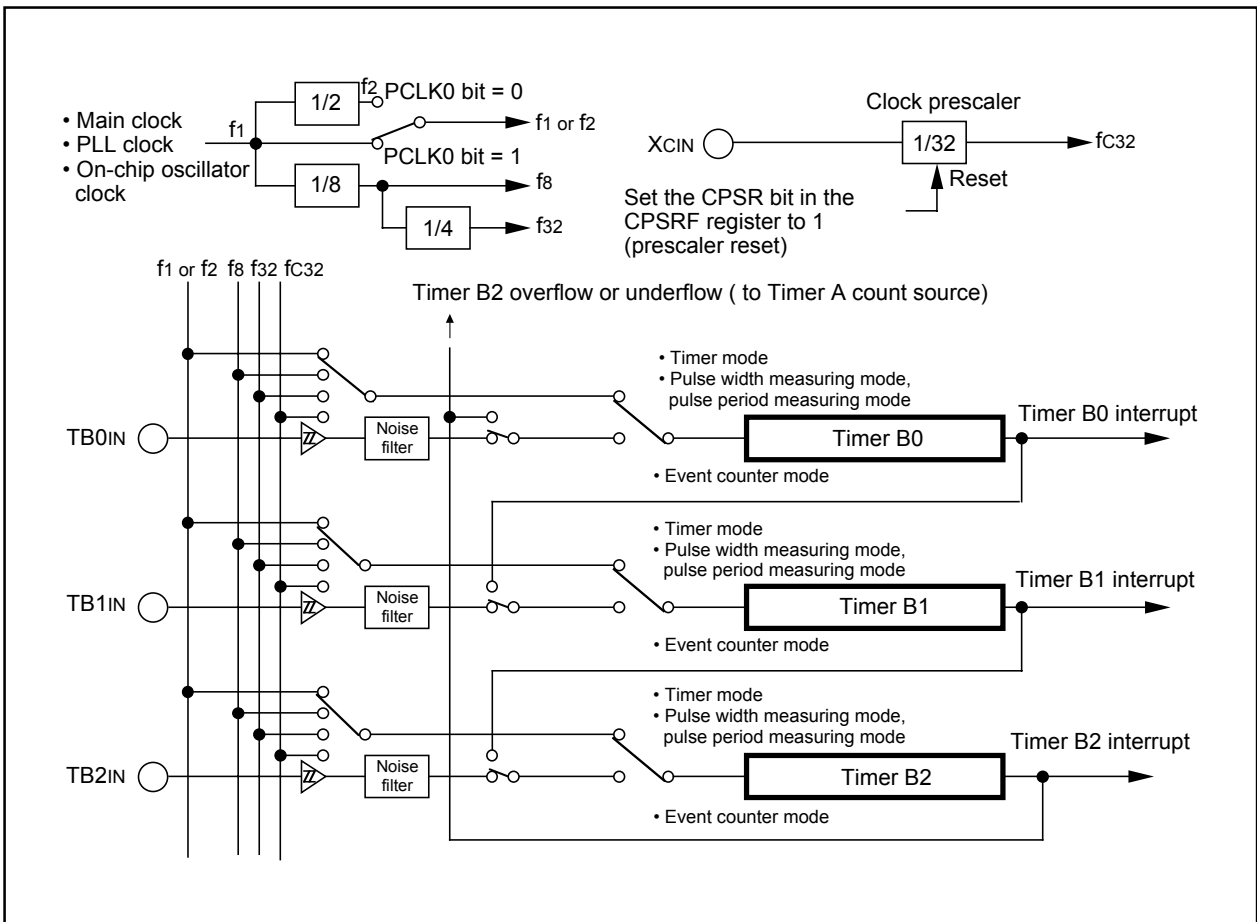 • Main clock
• PLL clock
• On-chip oscillator
clock
f1
1/2
f2
PCLK0 bit = 0
f1 or f2
PCLK0 bit = 1
1/8
f8
1/4
f32
Clock prescaler
XCIN
1/32
fC32
Reset
Set the CPSR bit in the
CPSRF register to 1
(prescaler reset)
f1 or f2 f8 f32 fC32
Timer B2 overflow or underflow ( to Timer A count source)
• Timer mode
• Pulse width measuring mode,
pulse period measuring mode
TB0IN
Noise
filter
Timer B0
Timer B0 interrupt
• Event counter mode
• Timer mode
• Pulse width measuring mode,
pulse period measuring mode
TB1IN
Noise
filter
Timer B1
Timer B1 interrupt
• Event counter mode
• Timer mode
• Pulse width measuring mode,
pulse period measuring mode
TB2IN
Noise
filter
Timer B2
Timer B2 interrupt
• Event counter mode